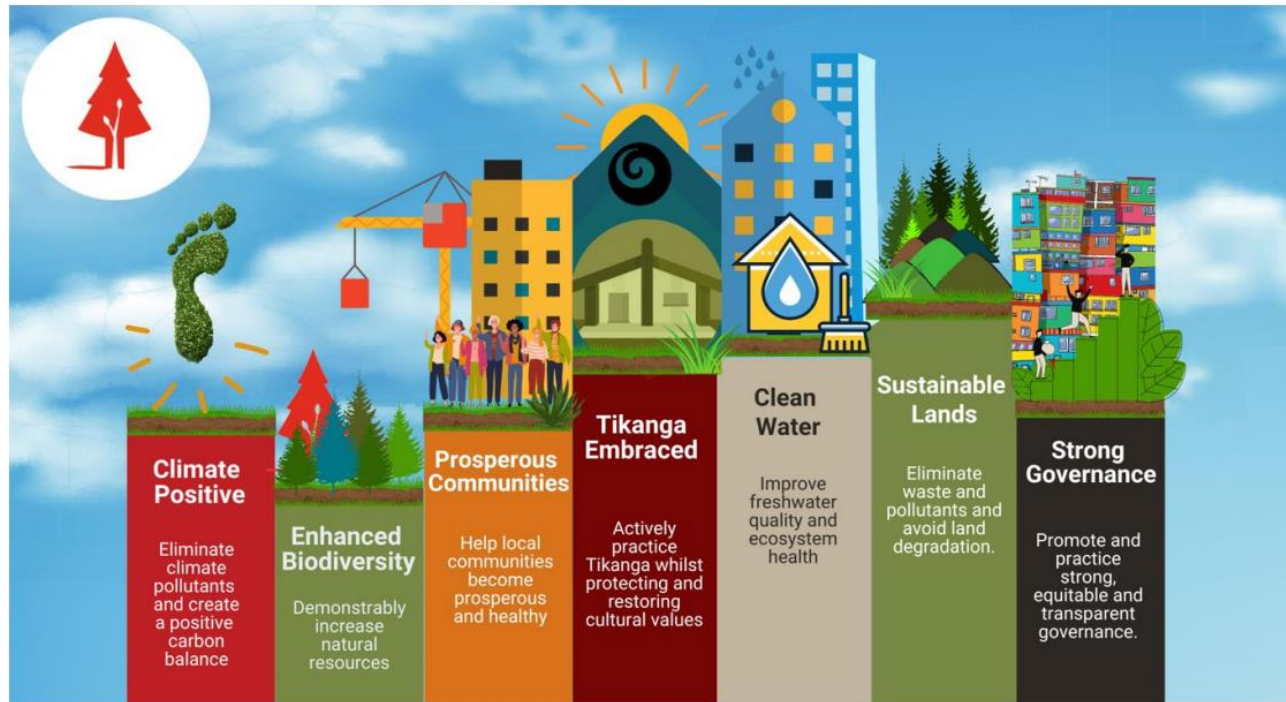 Climate
Positive
Eliminate
climate
pollutants
and create
a positive
carbon
balance
Enhanced
Biodiversity
Demonstrably
increase
natural
resources
Prosperous
Communities
Help local
communities
become
prosperous
and healthy
Tikanga
Embraced
Actively
practice
Tikanga whilst
protecting and
restoring
cultural values
Clean
Water
Improve
freshwater
quality and
ecosystem
health
Sustainable
Lands
Eliminate
waste and
pollutants and
avoid land
degradation.
Strong
Governance
Promote and
practice
strong,
equitable and
transparent
governance.